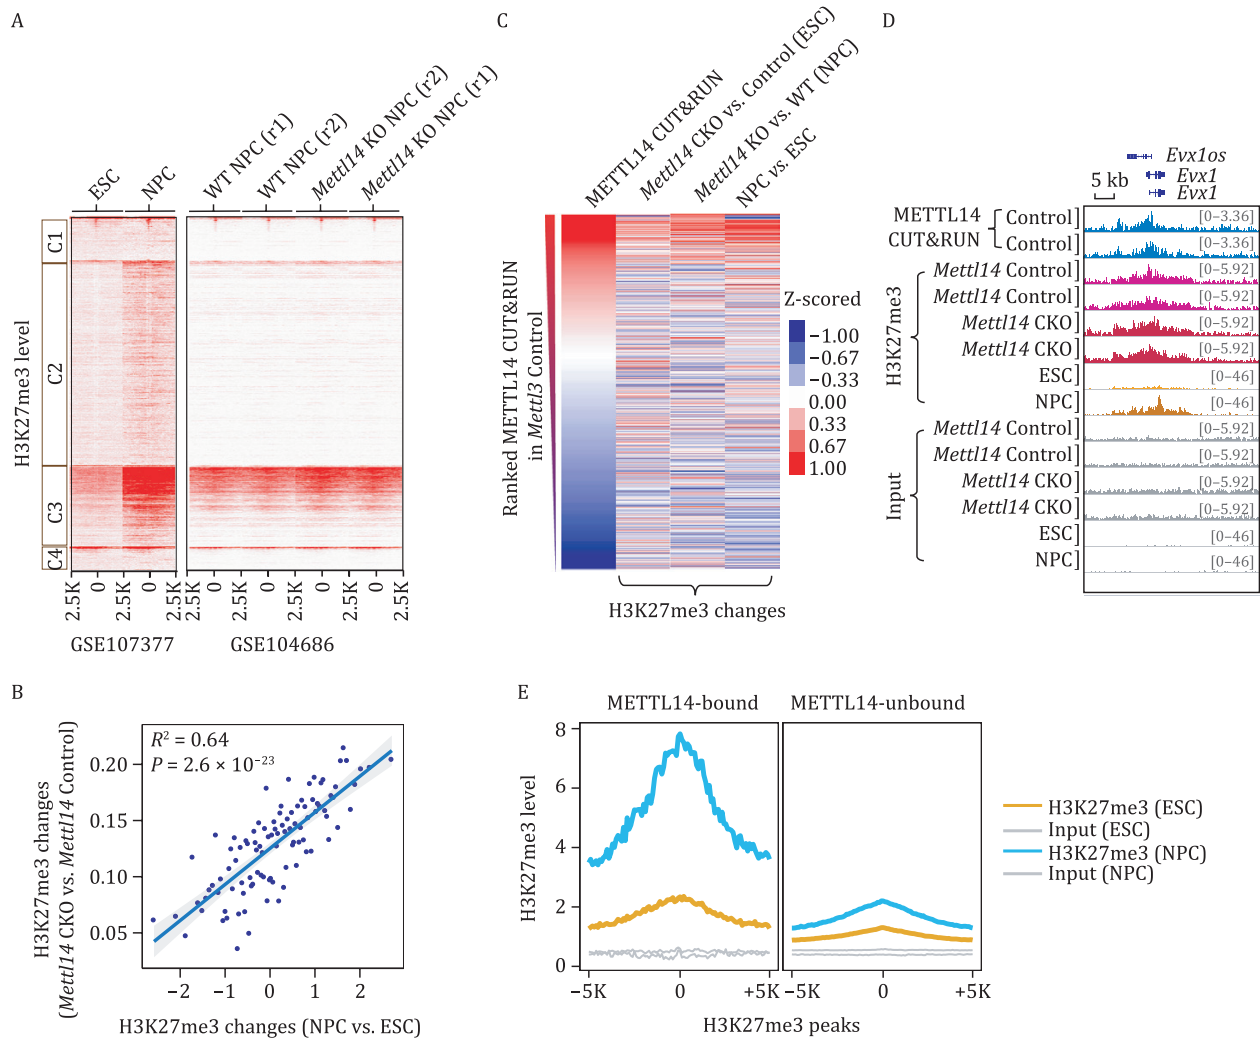 A
ESC
NPC
WT NPC (r1)
WT NPC (r2)
Mettl14 KO NPC (r2)
Mettl14 KO NPC (r1)
H3K27me3 level
C1
C2
C3
C4
2.5K 0 2.5K 0 2.5K
2.5K 0 2.5K 0 2.5K 0 2.5K 0 2.5K
GSE107377
GSE104686
B
H3K27me3 changes
(Mettl14 CKO vs. Mettl14 Control)
R² = 0.64
P = 2.6 × 10⁻²³
0.20
0.15
0.10
0.05
−2 −1 0 1 2
H3K27me3 changes (NPC vs. ESC)
C
METTL14 CUT&RUN
Mettl14 CKO vs. Control (ESC)
Mettl14 KO vs. WT (NPC)
NPC vs. ESC
Ranked METTL14 CUT&RUN
in Mettl3 Control
H3K27me3 changes
Z-scored
−1.00
−0.67
−0.33
0.00
0.33
0.67
1.00
D
Evx1os
Evx1
Evx1
5 kb
METTL14
CUT&RUN
Control [0–3.36]
Control [0–3.36]
H3K27me3
Mettl14 Control [0–5.92]
Mettl14 Control [0–5.92]
Mettl14 CKO [0–5.92]
Mettl14 CKO [0–5.92]
ESC [0–46]
NPC [0–46]
Input
Mettl14 Control [0–5.92]
Mettl14 Control [0–5.92]
Mettl14 CKO [0–5.92]
Mettl14 CKO [0–5.92]
ESC [0–46]
NPC [0–46]
E
METTL14-bound
METTL14-unbound
H3K27me3 level
8
6
4
2
0
−5K 0 +5K −5K 0 +5K
H3K27me3 peaks
H3K27me3 (ESC)
Input (ESC)
H3K27me3 (NPC)
Input (NPC)